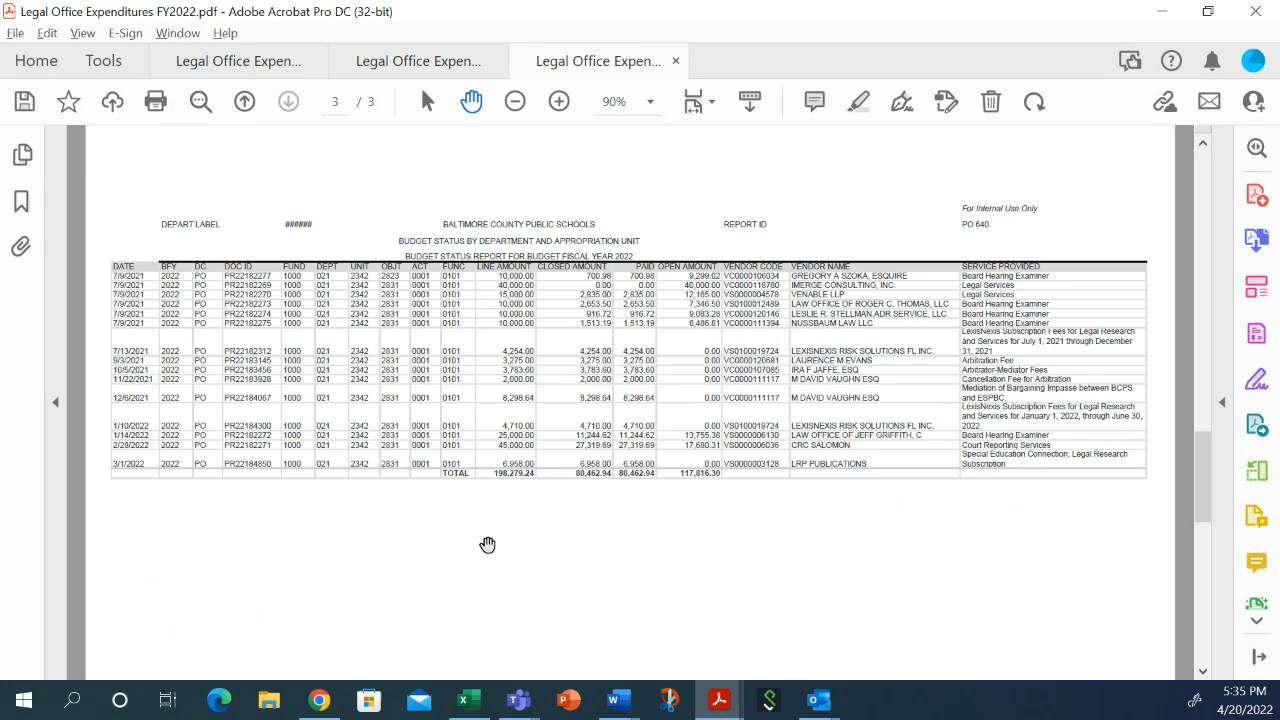 Legal Office Expenditures FY2022.pdf - Adobe Acrobat Pro DC (32-bit)
File Edit View E-Sign Window Help
Home Tools Legal Office Expen... Legal Office Expen... Legal Office Expen... ×
3 / 3 90%
For Internal Use Only
DEPART LABEL ###### BALTIMORE COUNTY PUBLIC SCHOOLS REPORT ID PO 640
BUDGET STATUS BY DEPARTMENT AND APPROPRIATION UNIT
BUDGET STATUS REPORT FOR BUDGET FISCAL YEAR 2022
DATE BFY DC DOC ID FUND DEPT UNIT OBJT ACT FUNC LINE AMOUNT CLOSED AMOUNT PAID OPEN AMOUNT VENDOR CODE VENDOR NAME SERVICE PROVIDED
7/9/2021 2022 PO PR22182277 1000 021 2342 2823 0001 0101 10,000.00 700.98 700.98 9,299.02 VC0000106034 GREGORY A SZOKA, ESQUIRE Board Hearing Examiner
7/9/2021 2022 PO PR22182269 1000 021 2342 2831 0001 0101 40,000.00 0.00 0.00 40,000.00 VC0000118780 IMERGE CONSULTING, INC. Legal Services
7/9/2021 2022 PO PR22182270 1000 021 2342 2831 0001 0101 15,000.00 2,835.00 2,835.00 12,165.00 VS0000004578 VENABLE LLP Legal Services
7/9/2021 2022 PO PR22182273 1000 021 2342 2831 0001 0101 10,000.00 2,653.50 2,653.50 7,346.50 VS0100012489 LAW OFFICE OF ROGER C. THOMAS, LLC Board Hearing Examiner
7/9/2021 2022 PO PR22182274 1000 021 2342 2831 0001 0101 10,000.00 916.72 916.72 9,083.28 VC0000120146 LESLIE R. STELLMAN,ADR SERVICE, LLC Board Hearing Examiner
7/9/2021 2022 PO PR22182275 1000 021 2342 2831 0001 0101 10,000.00 1,513.19 1,513.19 8,486.81 VC0000111394 NUSSBAUM LAW LLC Board Hearing Examiner
LexisNexis Subscription Fees for Legal Research
and Services for July 1, 2021 through December
7/13/2021 2022 PO PR22182312 1000 021 2342 2831 0001 0101 4,254.00 4,254.00 4,254.00 0.00 VS0100019724 LEXISNEXIS RISK SOLUTIONS FL INC. 31, 2021
9/3/2021 2022 PO PR22183145 1000 021 2342 2831 0001 0101 3,275.00 3,275.00 3,275.00 0.00 VC0000120681 LAURENCE M EVANS Arbitration Fee
10/5/2021 2022 PO PR22183456 1000 021 2342 2831 0001 0101 3,783.60 3,783.60 3,783.60 0.00 VC0000107085 IRA F JAFFE, ESQ Arbitrator-Mediator Fees
11/22/2021 2022 PO PR22183928 1000 021 2342 2831 0001 0101 2,000.00 2,000.00 2,000.00 0.00 VC0000111117 M DAVID VAUGHN ESQ Cancellation Fee for Arbitration
Mediation of Bargaining Impasse between BCPS
12/6/2021 2022 PO PR22184067 1000 021 2342 2831 0001 0101 8,298.64 8,298.64 8,298.64 0.00 VC0000111117 M DAVID VAUGHN ESQ and ESPBC.
LexisNexis Subscription Fees for Legal Research
and Services for January 1, 2022, through June 30,
1/10/2022 2022 PO PR22184300 1000 021 2342 2831 0001 0101 4,710.00 4,710.00 4,710.00 0.00 VS0100019724 LEXISNEXIS RISK SOLUTIONS FL INC. 2022.
1/14/2022 2022 PO PR22182272 1000 021 2342 2831 0001 0101 25,000.00 11,244.62 11,244.62 13,755.38 VS0000006130 LAW OFFICE OF JEFF GRIFFITH, C Board Hearing Examiner
2/28/2022 2022 PO PR22182271 1000 021 2342 2831 0001 0101 45,000.00 27,319.69 27,319.69 17,680.31 VS0000006036 CRC SALOMON Court Reporting Services
Special Education Connection; Legal Research
3/1/2022 2022 PO PR22184850 1000 021 2342 2831 0001 0101 6,958.00 6,958.00 6,958.00 0.00 VS0000003128 LRP PUBLICATIONS Subscription
TOTAL 198,279.24 80,462.94 80,462.94 117,816.30
5:35 PM
4/20/2022